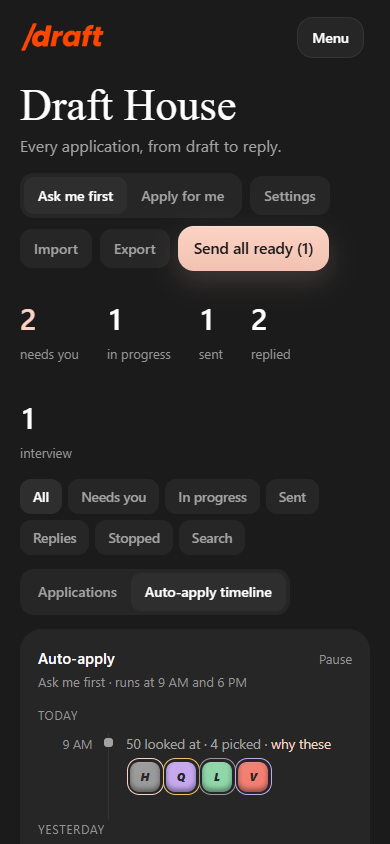 /draft
Menu
Draft House
Every application, from draft to reply.
Ask me first Apply for me Settings
Import Export Send all ready (1)
2 1 1 2
needs you in progress sent replied
1
interview
All Needs you In progress Sent
Replies Stopped Search
Applications Auto-apply timeline
Auto-apply Pause
Ask me first · runs at 9 AM and 6 PM
TODAY
9 AM 50 looked at · 4 picked · why these
H Q L V
YESTERDAY